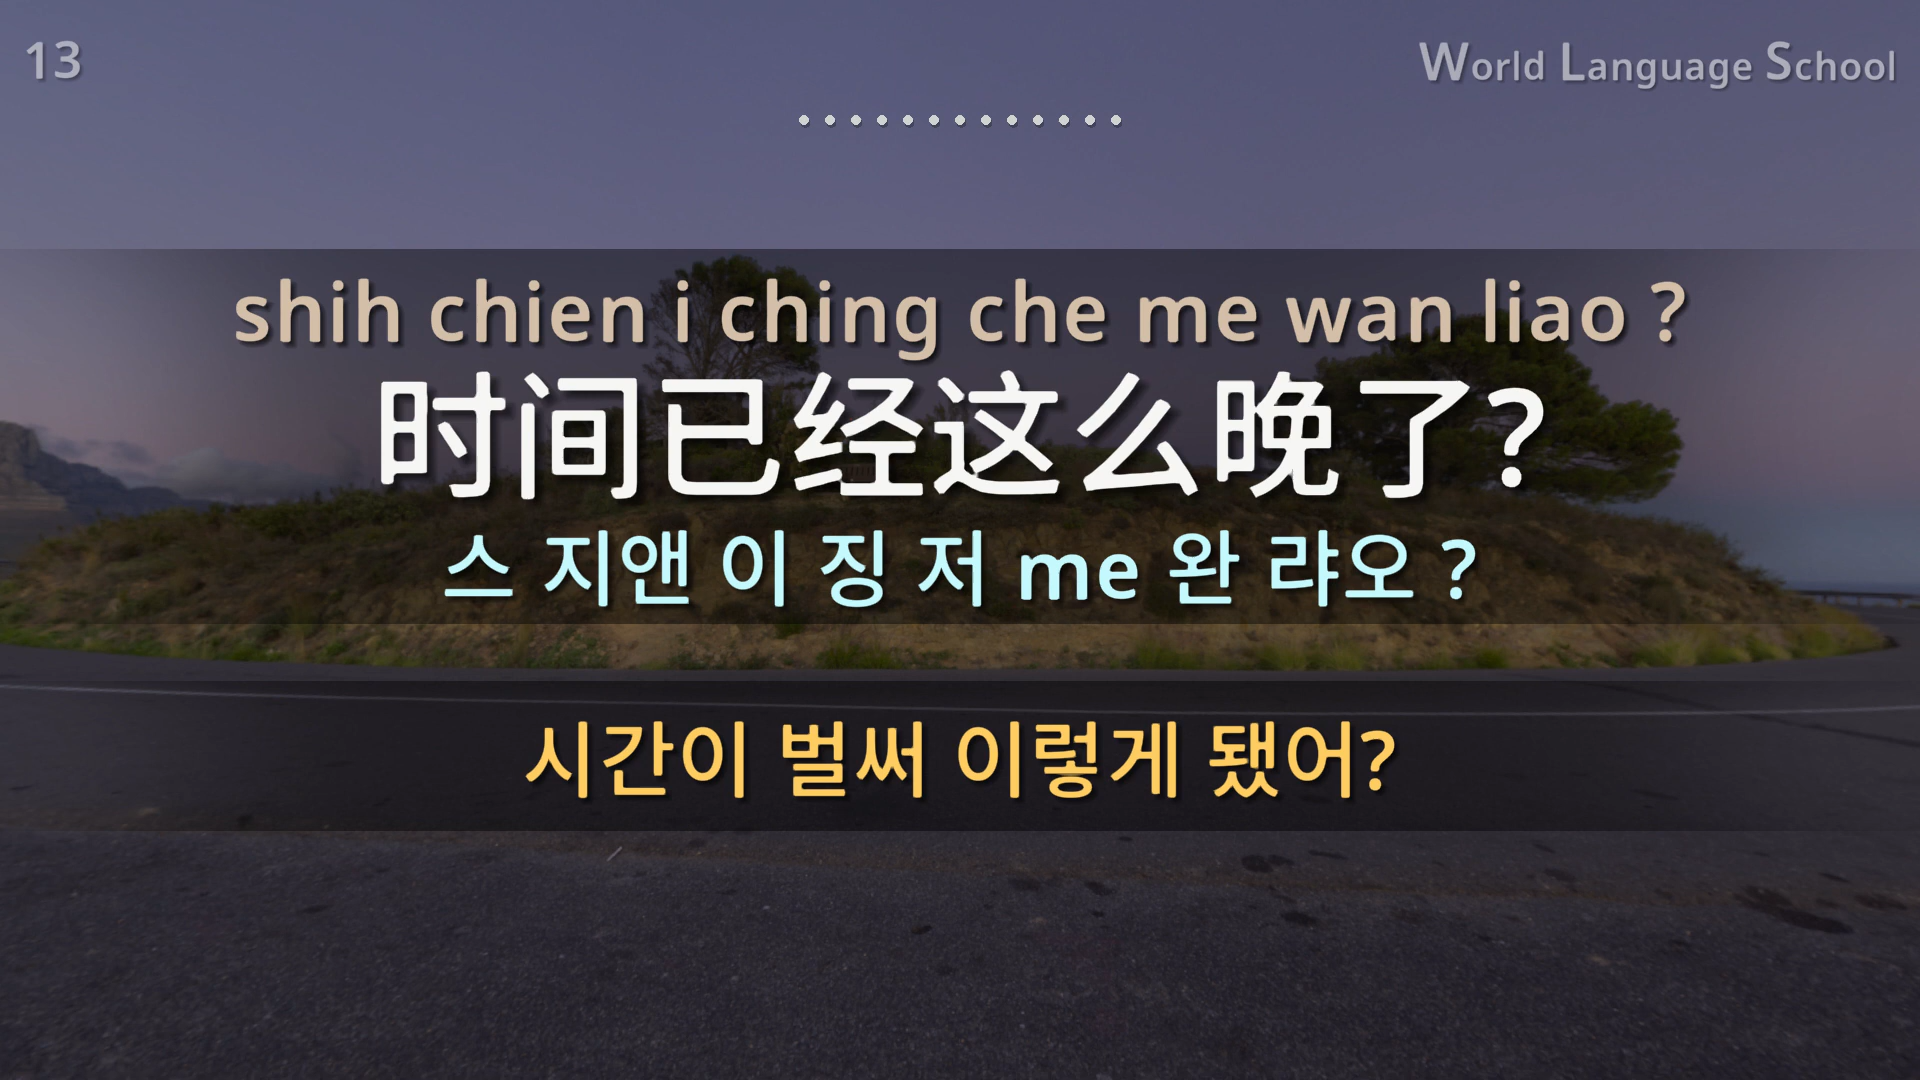 13
World Language School
shih chien i ching che me wan liao ?
时间已经这么晚了?
스 지앤 이 징 저 me 완 랴오 ?
시간이 벌써 이렇게 됐어?